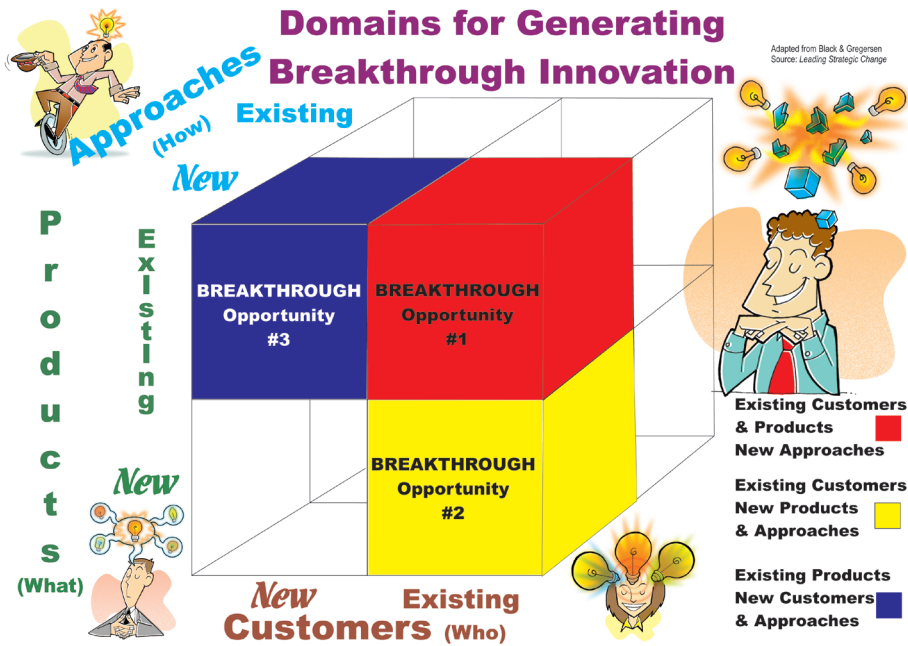 Domains for Generating
Breakthrough Innovation
Adapted from Black & Gregersen
Source: Leading Strategic Change
Approaches
(How)
Existing
New
Products
(What)
ExIstIng
New
BREAKTHROUGH
Opportunity
#3
BREAKTHROUGH
Opportunity
#1
BREAKTHROUGH
Opportunity
#2
New
Existing
Customers (Who)
Existing Customers
& Products
New Approaches
Existing Customers
New Products
& Approaches
Existing Products
New Customers
& Approaches